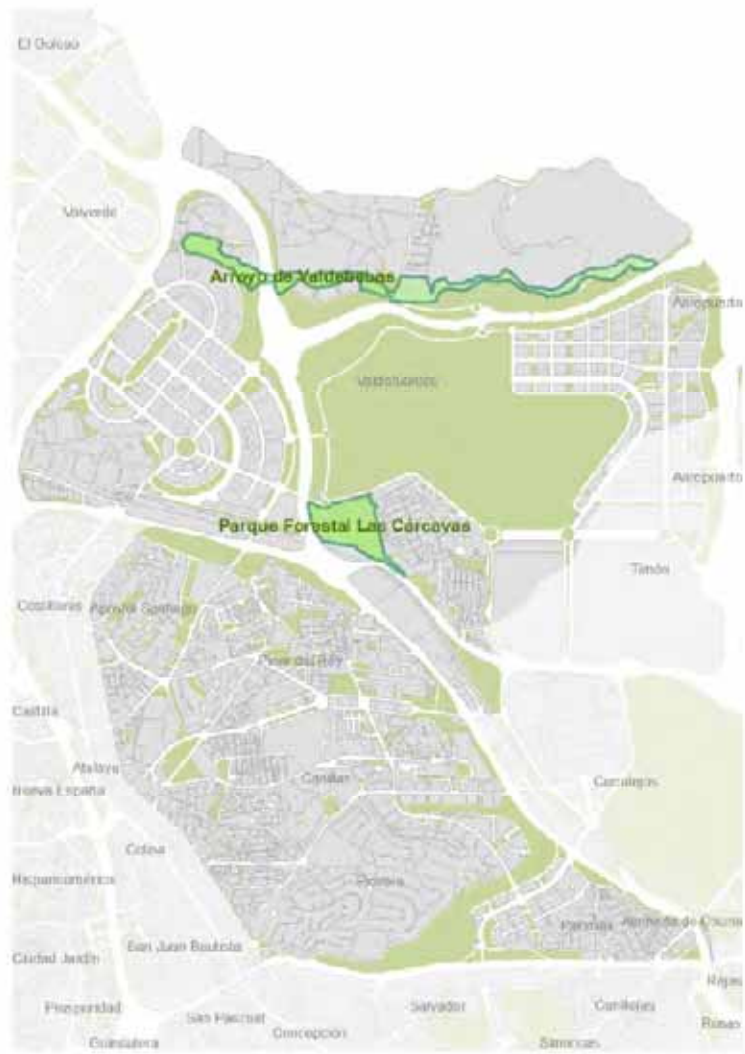 El Goloso
Valverde
Arroyo de Valdebebas
Aeropuerto
Valdefuentes
Aeropuerto
Parque Forestal Las Cárcavas
Timón
Costillares
Apóstol Santiago
Pinar del Rey
Castilla
Atalaya
Canillas
Corralejos
Nueva España
Colina
Hispanoamérica
Piovera
Palomas
Alameda de Osuna
San Juan Bautista
Ciudad Jardín
Rejas
Prosperidad
San Pascual
Salvador
Canillejas
Rosas
Guindalera
Concepción
Simancas